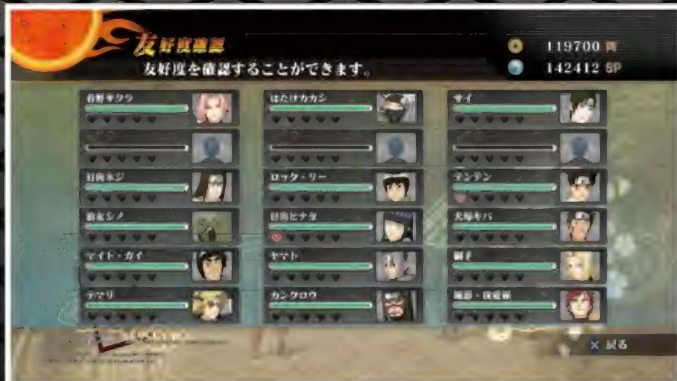 友好度確認
友好度を確認することができます。
119700 両
142412 SP
春野サクラ
はたけカカシ
サイ
日向ネジ
ロック・リー
テンテン
油女シノ
日向ヒナタ
犬塚キバ
マイト・ガイ
ヤマト
綱手
テマリ
カンクロウ
風影・我愛羅
× 戻る